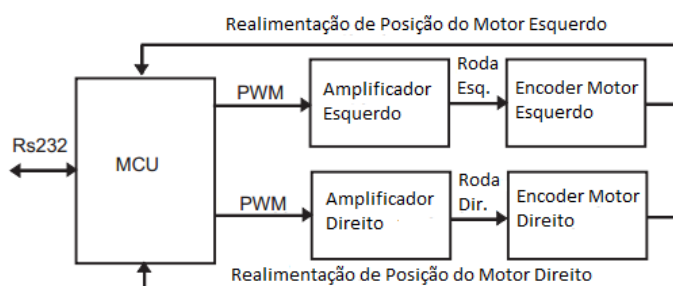 Realimentação de Posição do Motor Esquerdo
PWM
Amplificador
Esquerdo
Roda
Esq.
Encoder Motor
Esquerdo
Rs232
MCU
PWM
Amplificador
Direito
Roda
Dir.
Encoder Motor
Direito
Realimentação de Posição do Motor Direito